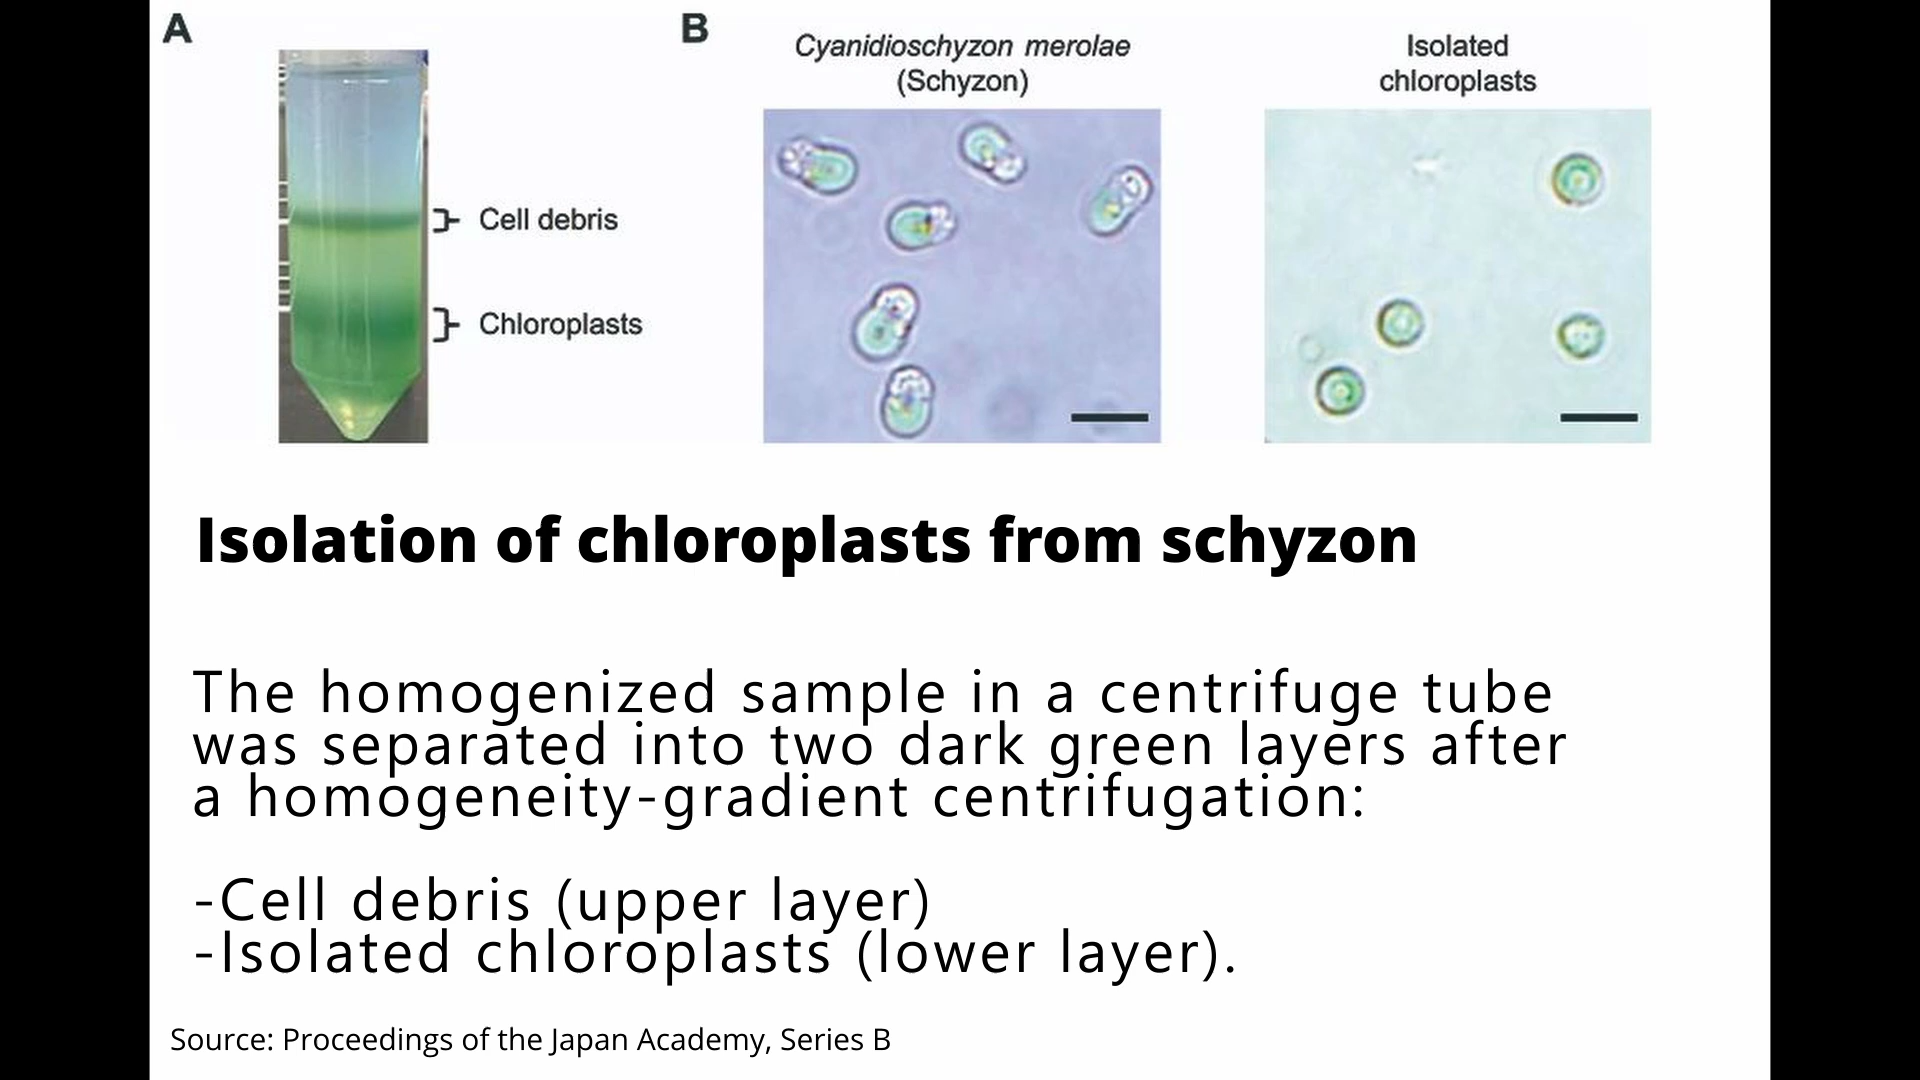 A
B
Cyanidioschyzon merolae
(Schyzon)
Isolated
chloroplasts
Cell debris
Chloroplasts
Isolation of chloroplasts from schyzon
The homogenized sample in a centrifuge tube
was separated into two dark green layers after
a homogeneity-gradient centrifugation:
-Cell debris (upper layer)
-Isolated chloroplasts (lower layer).
Source: Proceedings of the Japan Academy, Series B